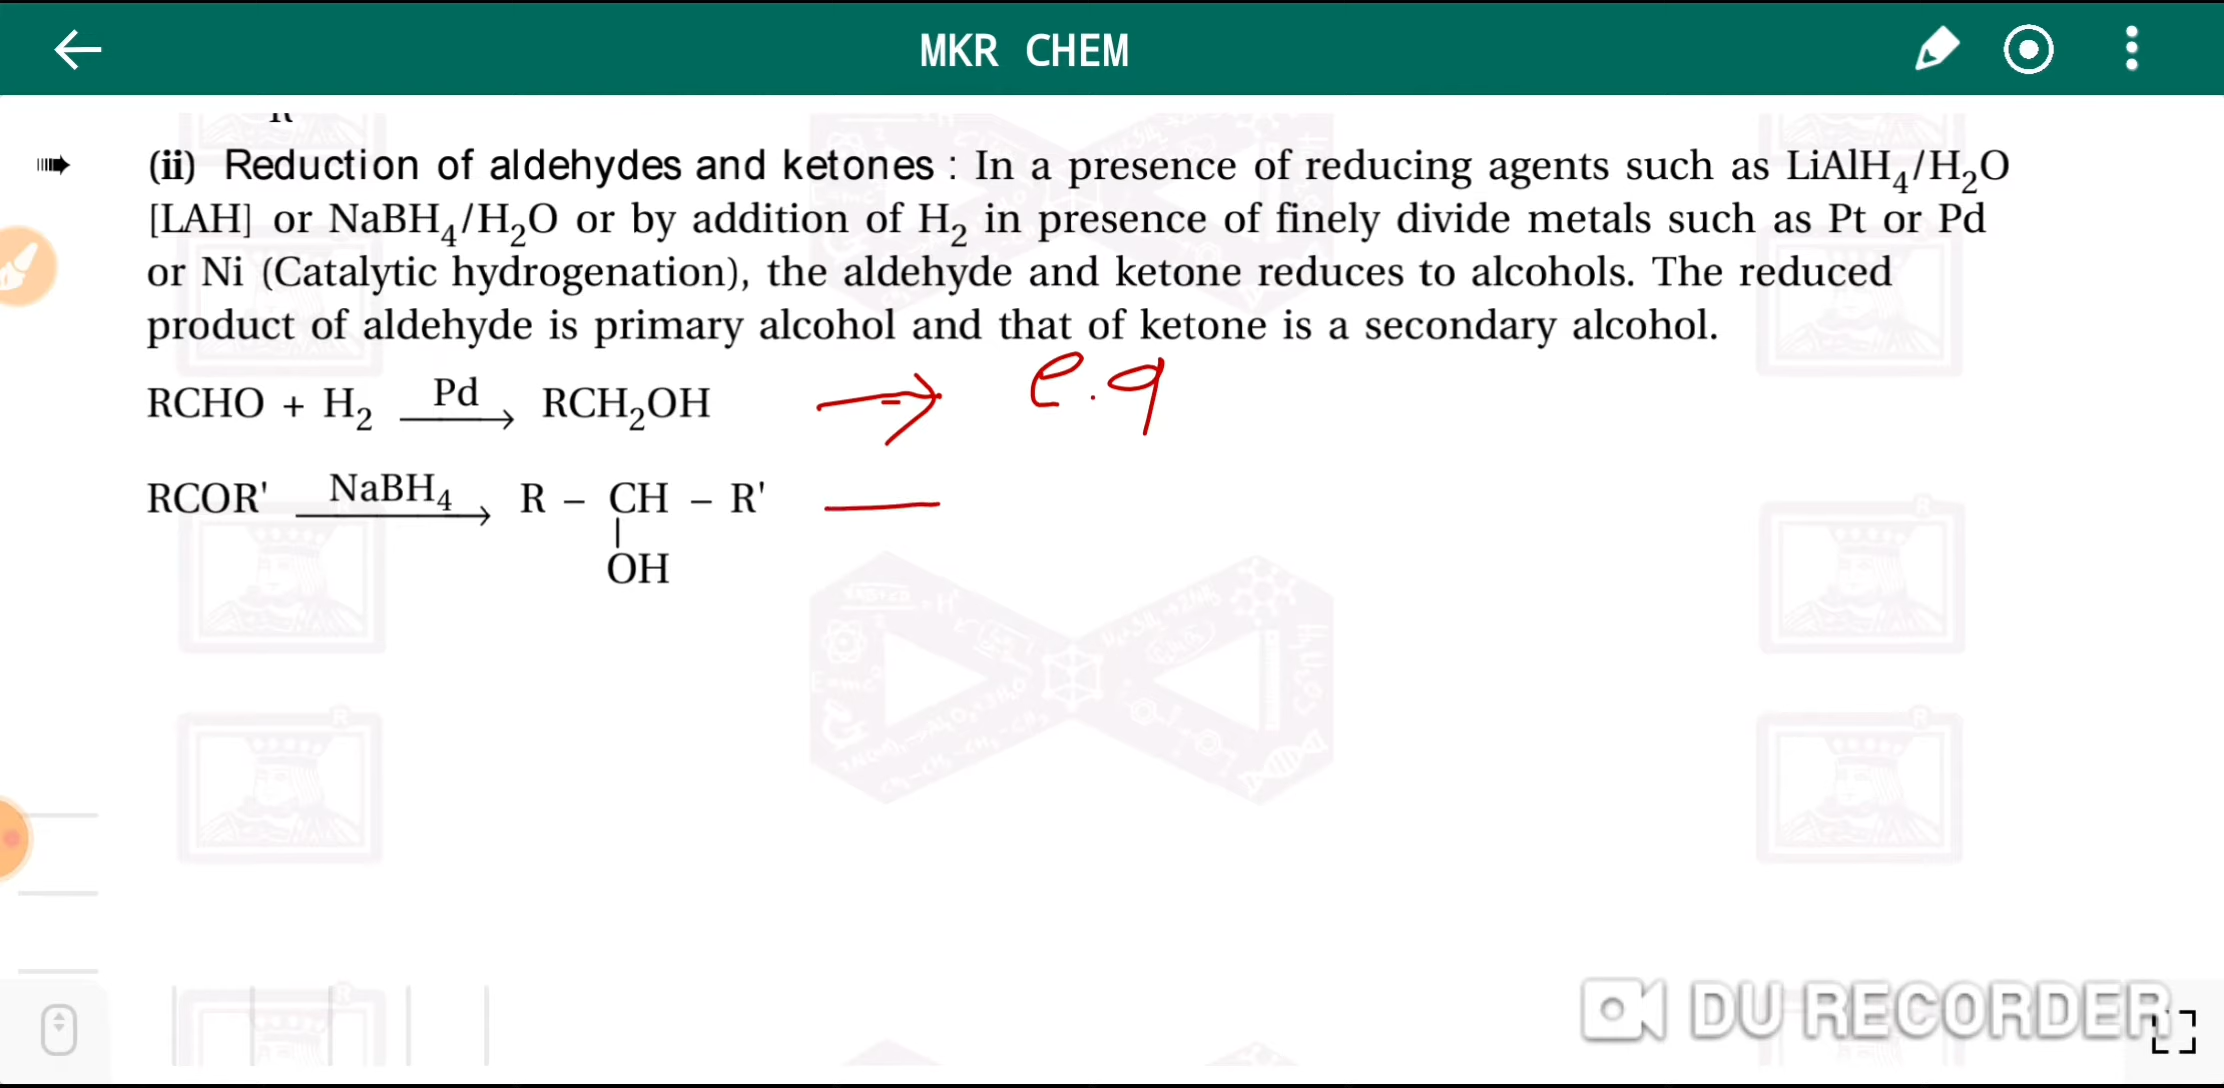 MKR CHEM
(ii) Reduction of aldehydes and ketones : In a presence of reducing agents such as LiAlH₄/H₂O
[LAH] or NaBH₄/H₂O or by addition of H₂ in presence of finely divide metals such as Pt or Pd
or Ni (Catalytic hydrogenation), the aldehyde and ketone reduces to alcohols. The reduced
product of aldehyde is primary alcohol and that of ketone is a secondary alcohol.
RCHO + H₂ Pd→ RCH₂OH → e.g
RCOR' NaBH₄→ R – CH – R'
|
OH
DU RECORDER